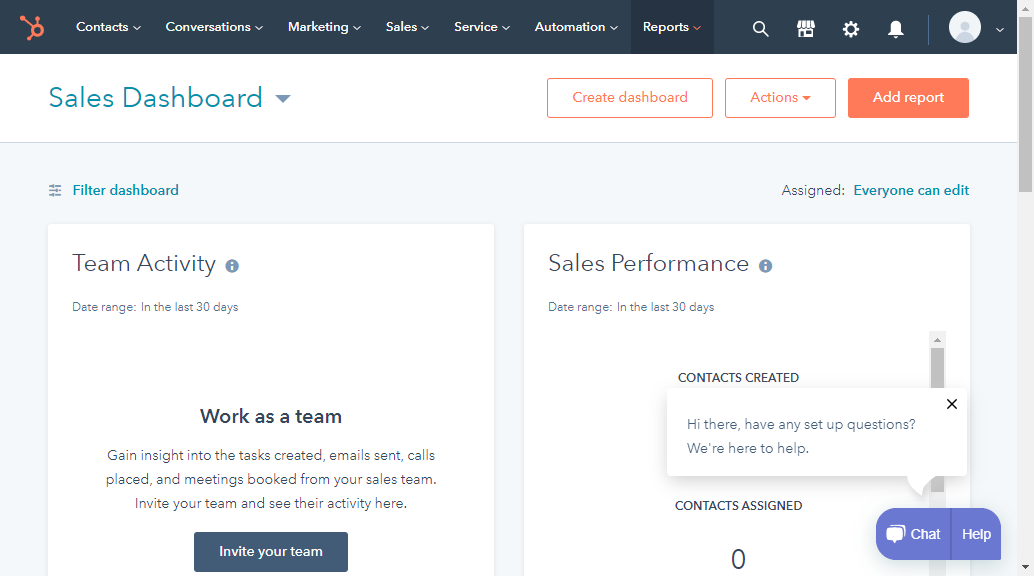 Contacts Conversations Marketing Sales Service Automation Reports
Sales Dashboard
Create dashboard
Actions
Add report
Filter dashboard
Assigned: Everyone can edit
Team Activity
Date range: In the last 30 days
Work as a team
Gain insight into the tasks created, emails sent, calls
placed, and meetings booked from your sales team.
Invite your team and see their activity here.
Invite your team
Sales Performance
Date range: In the last 30 days
CONTACTS CREATED
Hi there, have any set up questions?
We're here to help.
CONTACTS ASSIGNED
0
Chat
Help